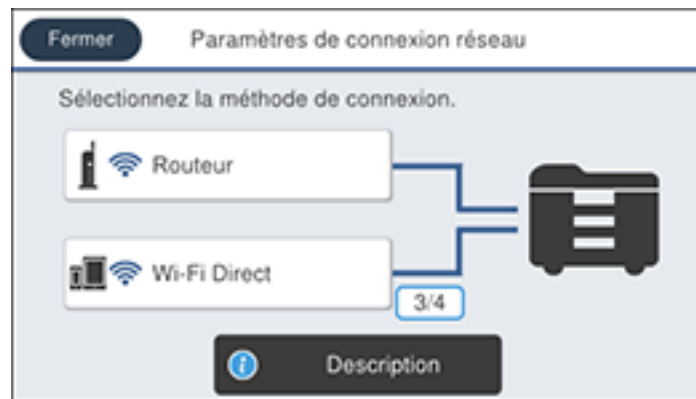 Fermer
Paramètres de connexion réseau
Sélectionnez la méthode de connexion.
Routeur
Wi-Fi Direct
3/4
Description